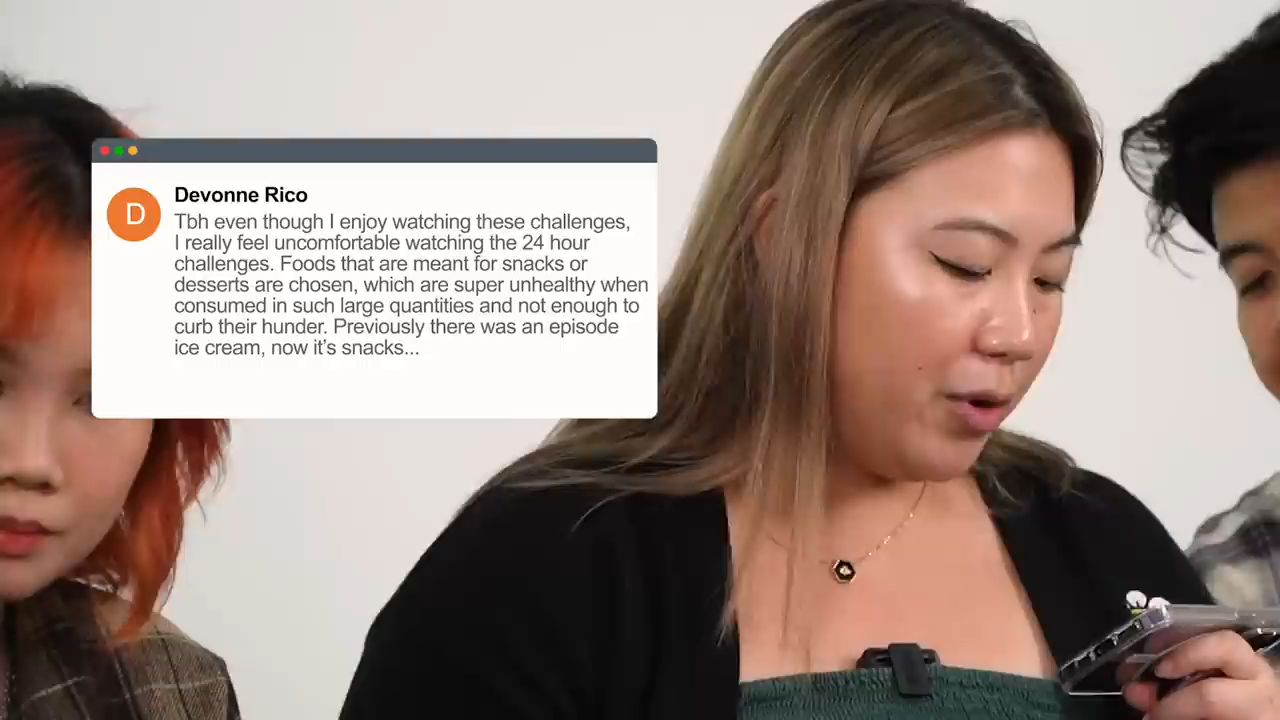 D
Devonne Rico
Tbh even though I enjoy watching these challenges,
I really feel uncomfortable watching the 24 hour
challenges. Foods that are meant for snacks or
desserts are chosen, which are super unhealthy when
consumed in such large quantities and not enough to
curb their hunder. Previously there was an episode
ice cream, now it's snacks...